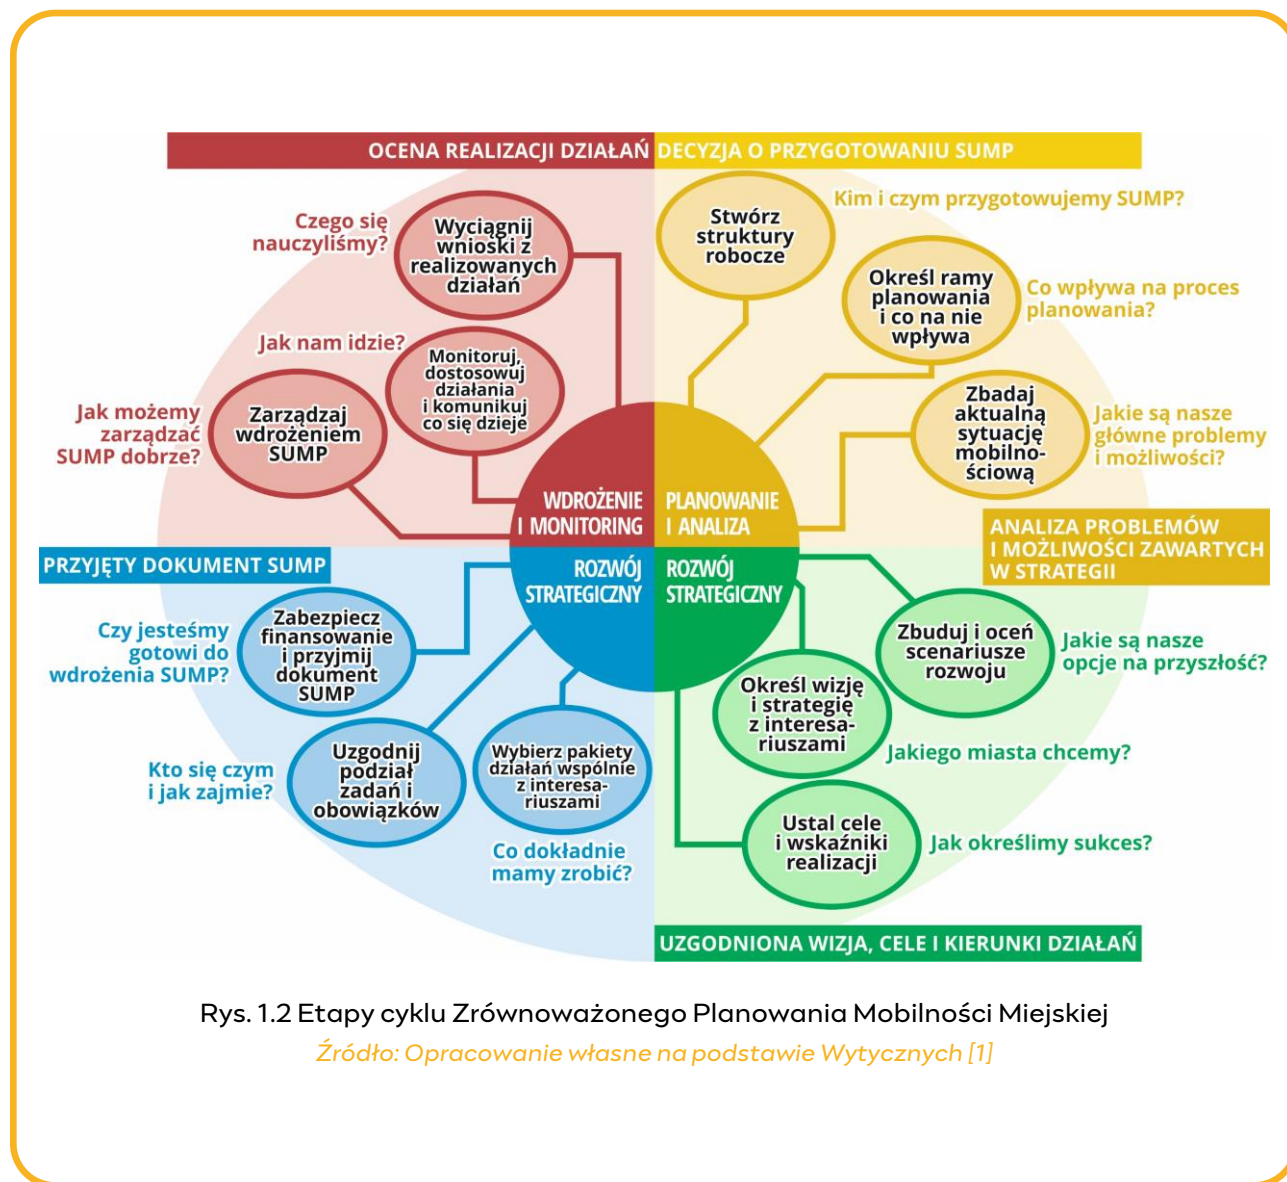 OCENA REALIZACJI DZIAŁAŃ
DECYZJA O PRZYGOTOWANIU SUMP
Kim i czym przygotowujemy SUMP?
Stwórz
struktury
robocze
Określ ramy
planowania
i co na nie
wpływa
Co wpływa na proces
planowania?
Zbadaj
aktualną
sytuację
mobilno-
ściową
Jakie są nasze
główne problemy
i możliwości?
PLANOWANIE
I ANALIZA
ANALIZA PROBLEMÓW
I MOŻLIWOŚCI ZAWARTYCH
W STRATEGII
ROZWÓJ
STRATEGICZNY
Zbuduj i oceń
scenariusze
rozwoju
Jakie są nasze
opcje na przyszłość?
Określ wizję
i strategię
z interesa-
riuszami
Jakiego miasta chcemy?
Ustal cele
i wskaźniki
realizacji
Jak określimy sukces?
UZGODNIONA WIZJA, CELE I KIERUNKI DZIAŁAŃ
ROZWÓJ
STRATEGICZNY
Wybierz pakiety
działań wspólnie
z interesa-
riuszami
Co dokładnie
mamy zrobić?
Uzgodnij
podział
zadań i
obowiązków
Kto się czym
i jak zajmie?
Zabezpiecz
finansowanie
i przyjmij
dokument
SUMP
Czy jesteśmy
gotowi do
wdrożenia SUMP?
PRZYJĘTY DOKUMENT SUMP
WDROŻENIE
I MONITORING
Zarządzaj
wdrożeniem
SUMP
Jak możemy
zarządzać
SUMP dobrze?
Monitoruj,
dostosowuj
działania
i komunikuj
co się dzieje
Jak nam idzie?
Wyciągnij
wnioski z
realizowanych
działań
Czego się
nauczyliśmy?
Rys. 1.2 Etapy cyklu Zrównoważonego Planowania Mobilności Miejskiej
Źródło: Opracowanie własne na podstawie Wytycznych [1]